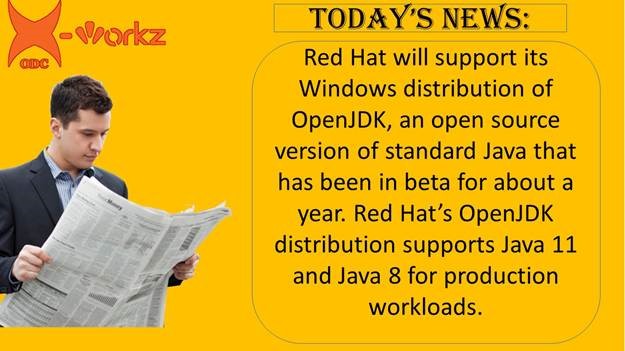 X-Workz
ODC
TODAY'S NEWS:
Red Hat will support its
Windows distribution of
OpenJDK, an open source
version of standard Java that
has been in beta for about a
year. Red Hat's OpenJDK
distribution supports Java 11
and Java 8 for production
workloads.
Money